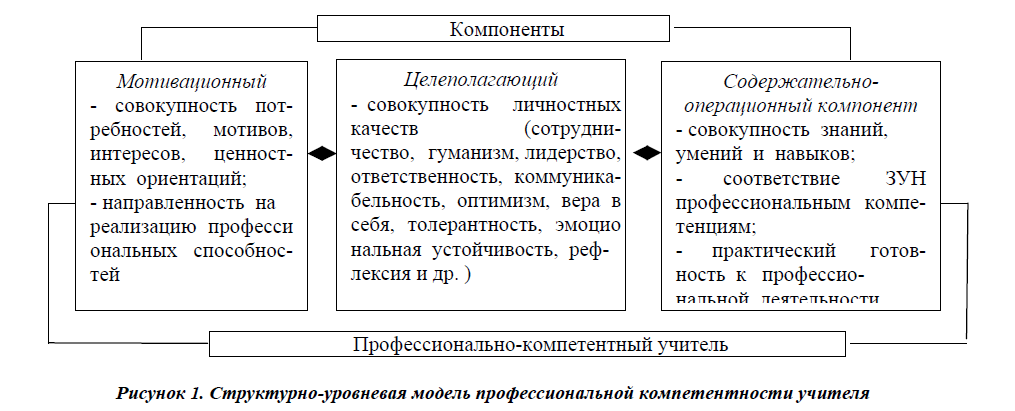 Компоненты
Мотивационный
- совокупность пот-
ребностей, мотивов,
интересов, ценност-
ных ориентаций;
- направленность на
реализацию професси
ональных способнос-
тей
Целеполагающий
- совокупность личностных
качеств (сотрудни-
чество, гуманизм, лидерство,
ответственность, коммуника-
бельность, оптимизм, вера в
себя, толерантность, эмоцио
нальная устойчивость, реф-
лексия и др. )
Содержательно-
операционный компонент
- совокупность знаний,
умений и навыков;
- соответствие ЗУН
профессиональным компе-
тенциям;
- практический готов-
ность к профессио-
нальной деятельности
Профессионально-компетентный учитель
Рисунок 1. Структурно-уровневая модель профессиональной компетентности учителя